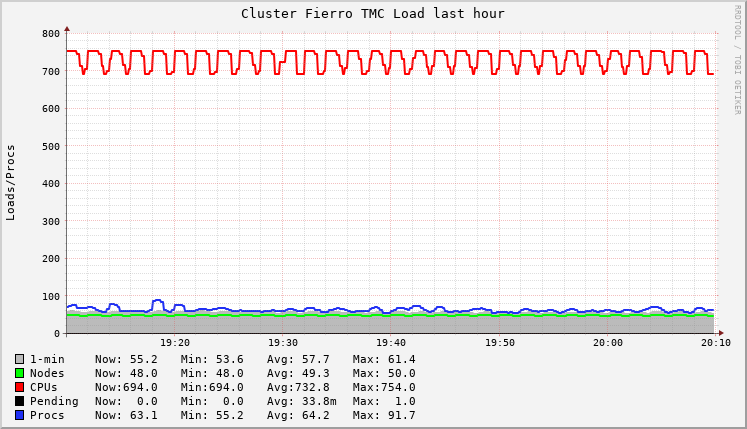 Cluster Fierro TMC Load last hour
RRDTOOL / TOBI OETIKER
Loads/Procs
800
700
600
500
400
300
200
100
0
19:20 19:30 19:40 19:50 20:00 20:10
1-min Now: 55.2 Min: 53.6 Avg: 57.7 Max: 61.4
Nodes Now: 48.0 Min: 48.0 Avg: 49.3 Max: 50.0
CPUs Now:694.0 Min:694.0 Avg:732.8 Max:754.0
Pending Now: 0.0 Min: 0.0 Avg: 33.8m Max: 1.0
Procs Now: 63.1 Min: 55.2 Avg: 64.2 Max: 91.7